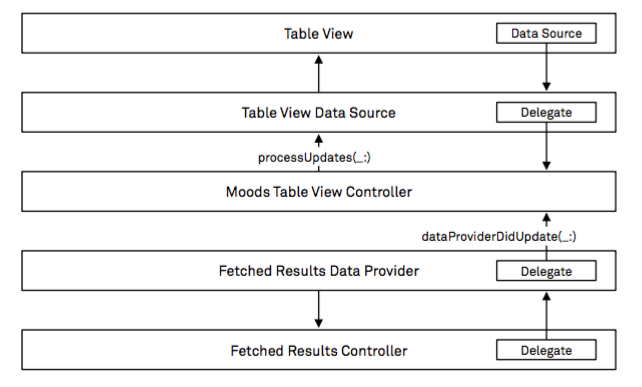 Table View
Data Source
Table View Data Source
Delegate
processUpdates(_:)
Moods Table View Controller
dataProviderDidUpdate(_:)
Fetched Results Data Provider
Delegate
Fetched Results Controller
Delegate